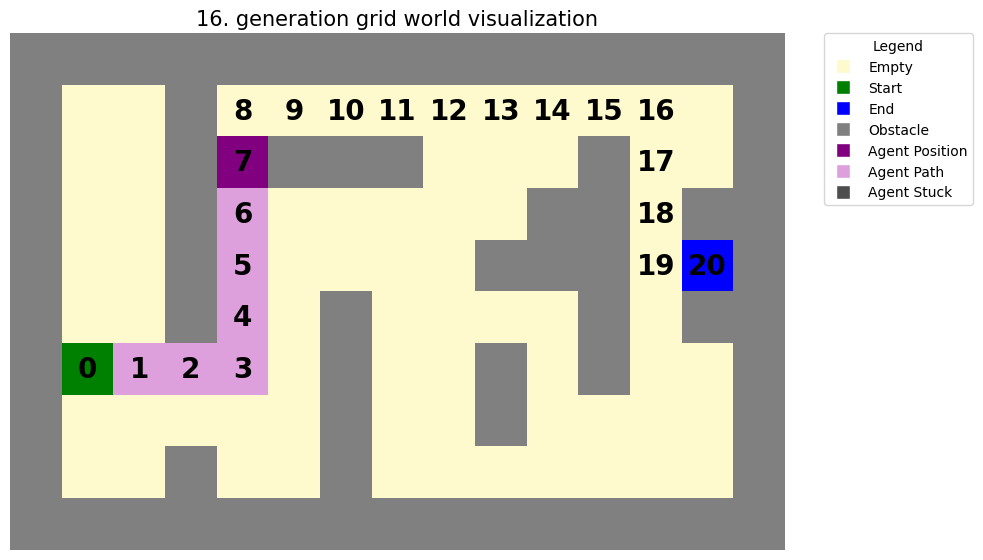 16. generation grid world visualization
Legend
Empty
Start
End
Obstacle
Agent Position
Agent Path
Agent Stuck
8 9 10 11 12 13 14 15 16
7 17
6 18
5 19 20
4
0 1 2 3